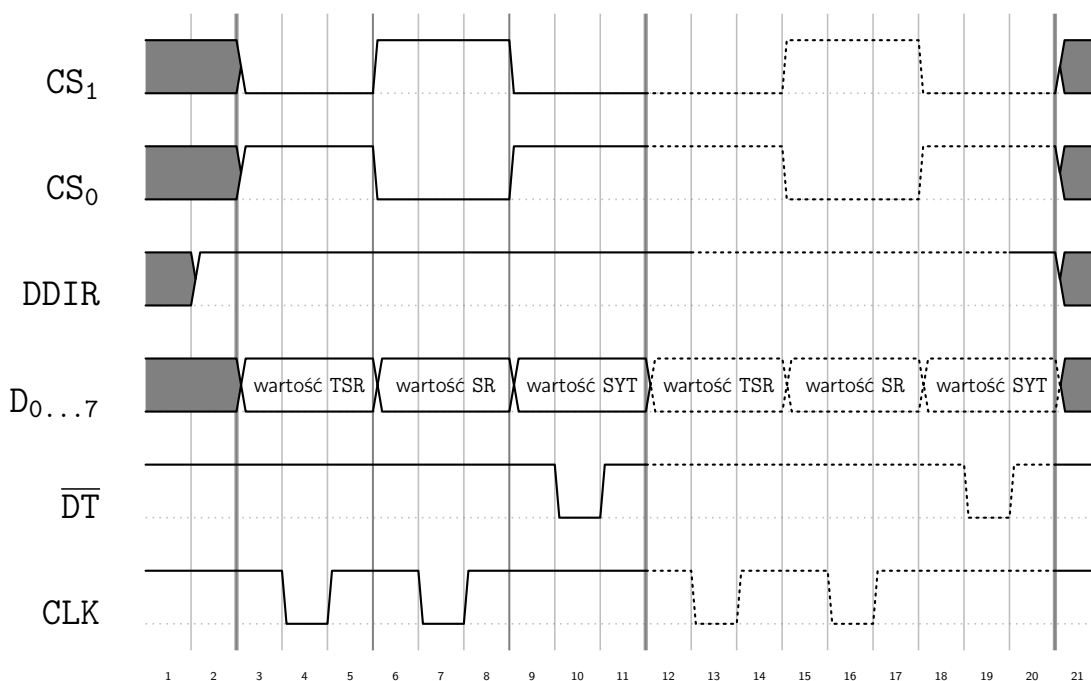 CS₁
CS₀
DDIR
D₀...₇ wartość TSR wartość SR wartość SYT wartość TSR wartość SR wartość SYT
D̅T̅
CLK
1 2 3 4 5 6 7 8 9 10 11 12 13 14 15 16 17 18 19 20 21